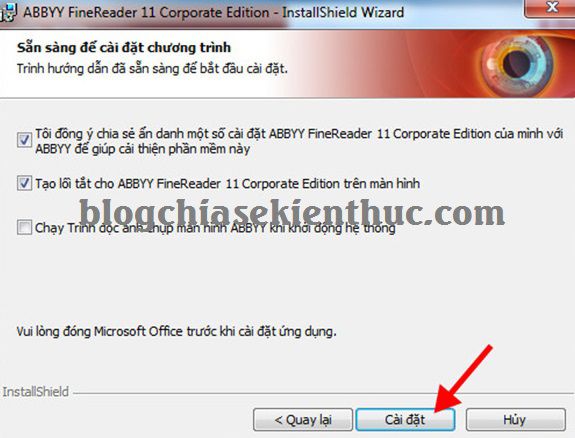 ABBYY FineReader 11 Corporate Edition - InstallShield Wizard
Sẵn sàng để cài đặt chương trình
Trình hướng dẫn đã sẵn sàng để bắt đầu cài đặt.
Tôi đồng ý chia sẻ ẩn danh một số cài đặt ABBYY FineReader 11 Corporate Edition của mình với
ABBYY để giúp cải thiện phần mềm này
Tạo lối tắt cho ABBYY FineReader 11 Corporate Edition trên màn hình
blogchiasekienthuc.com
Chạy Trình đọc ảnh chụp màn hình ABBYY khi khởi động hệ thống
Vui lòng đóng Microsoft Office trước khi cài đặt ứng dụng.
InstallShield
< Quay lại
Cài đặt
Hủy